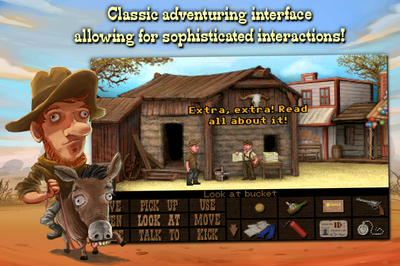 Classic adventuring interface
allowing for sophisticated interactions!
Extra, extra! Read
all about it!
Look at bucket
PICK UP USE
LOOK AT MOVE
TALK TO KICK